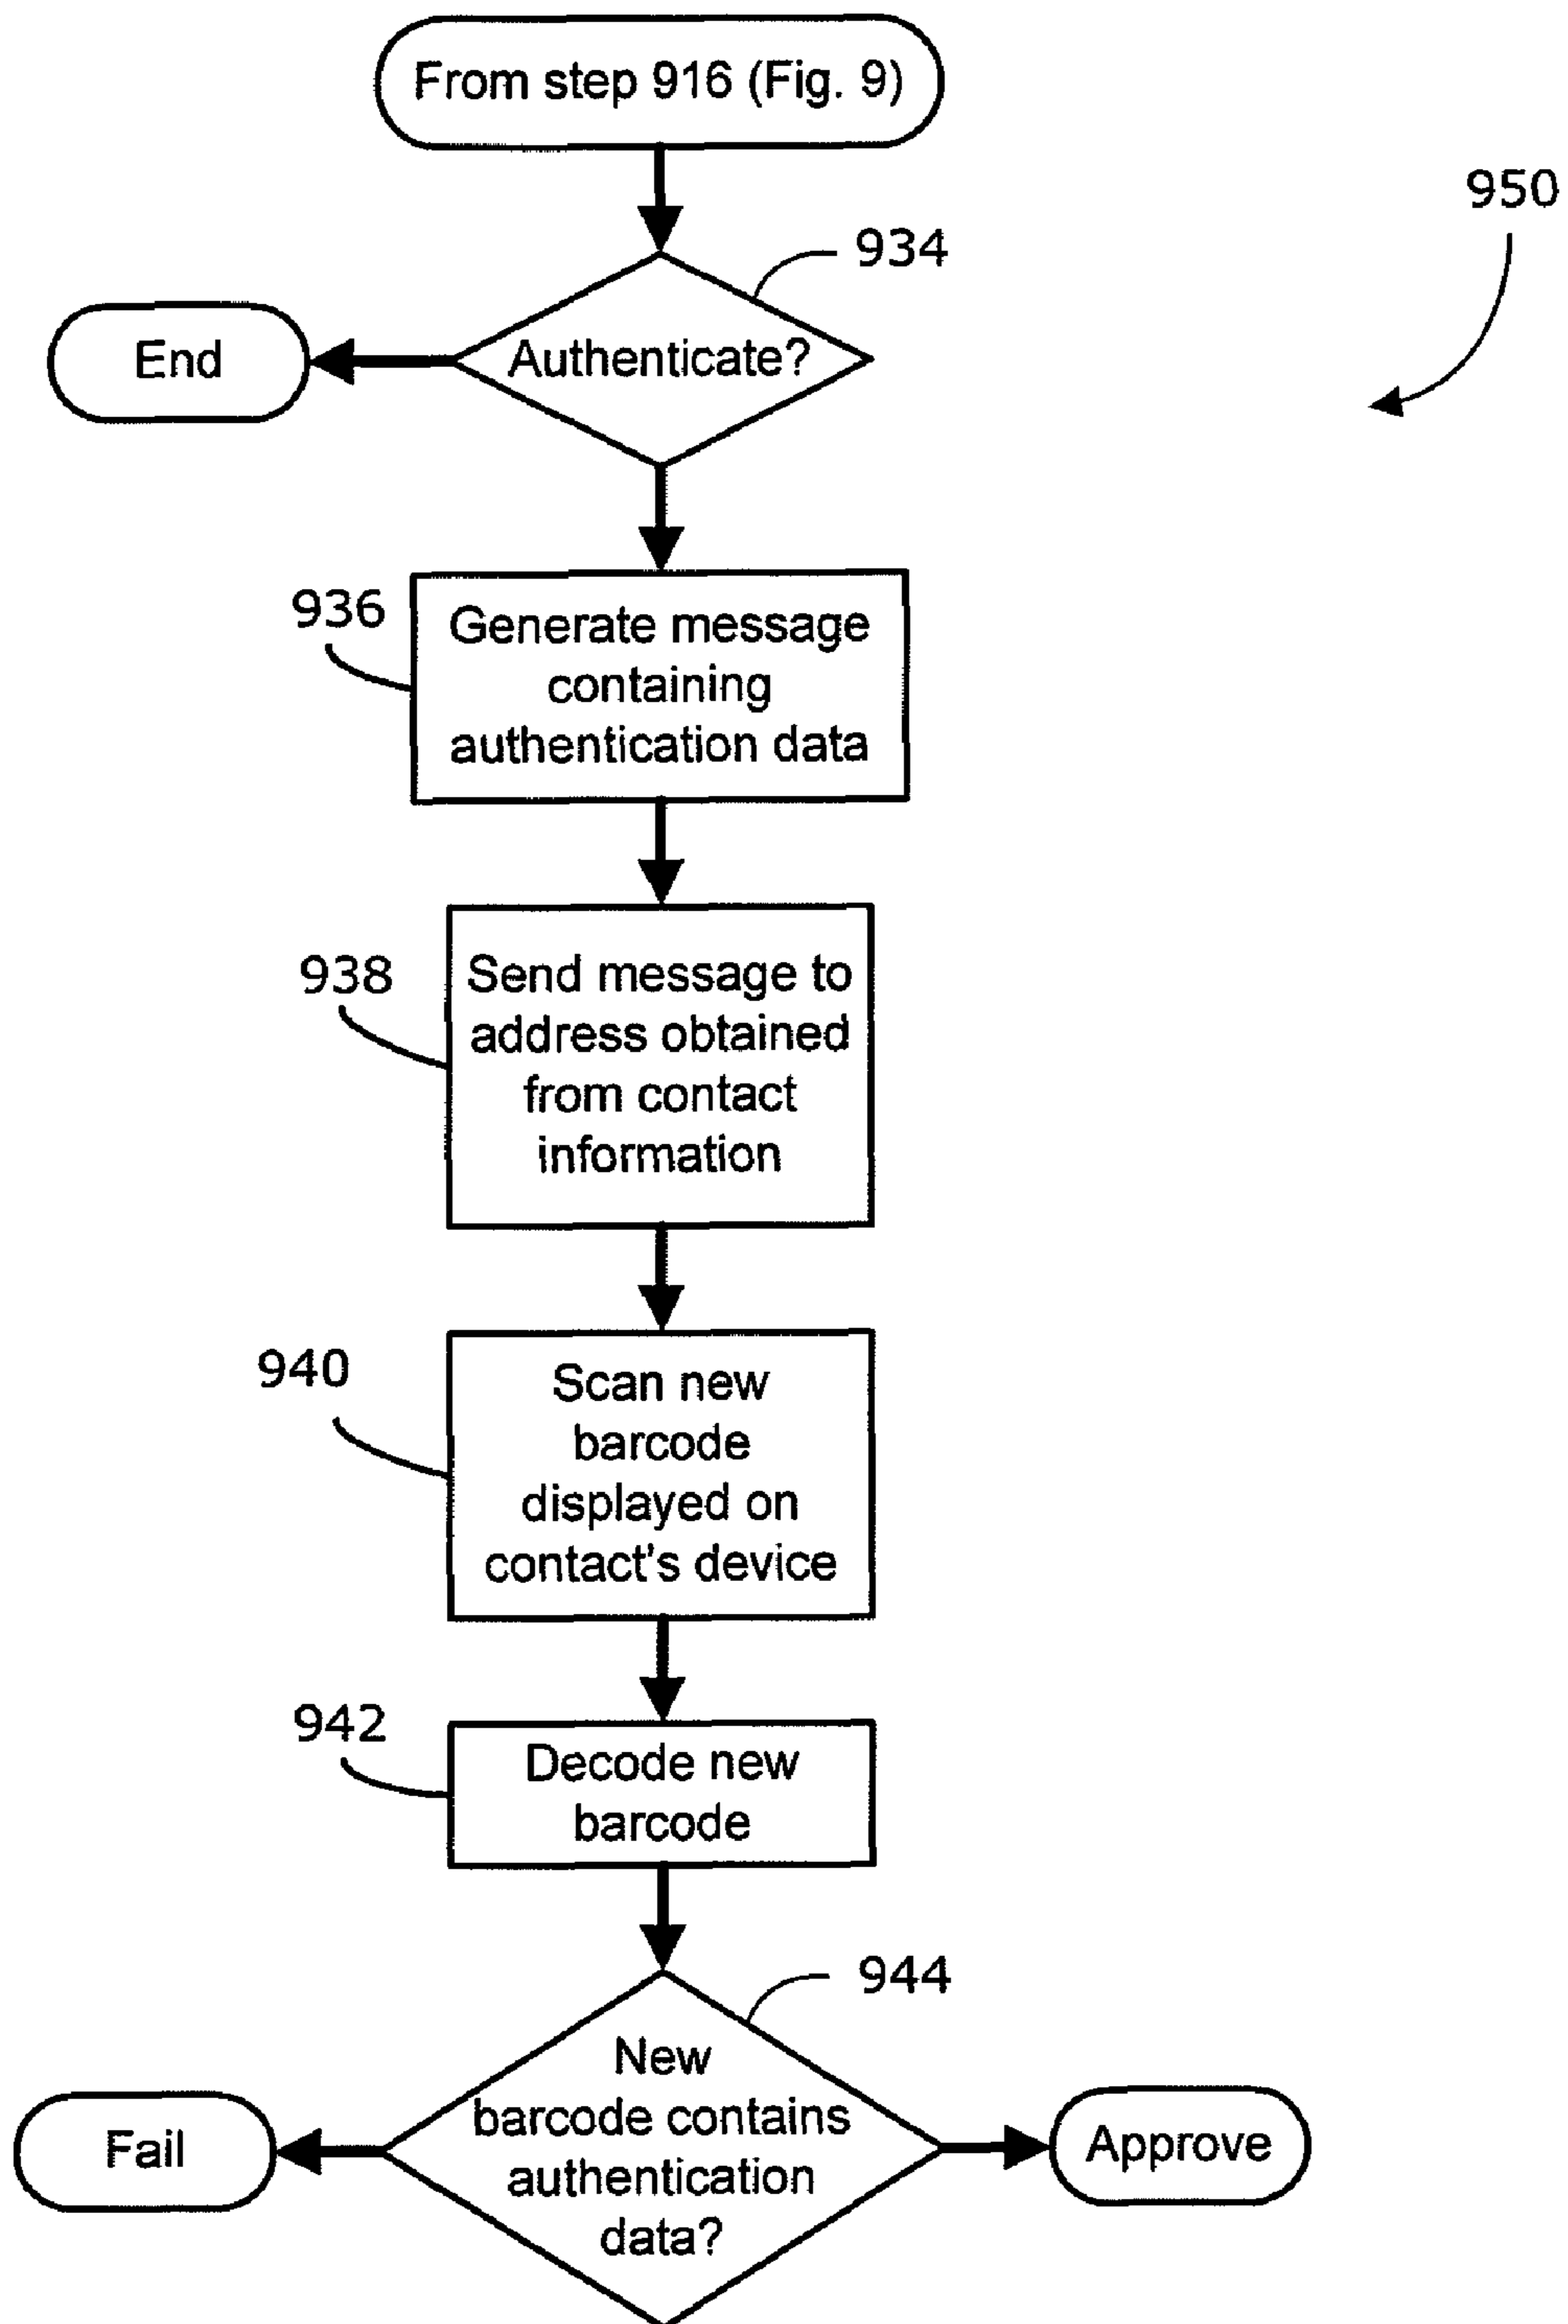 From step 916 (Fig. 9)
950
934
Authenticate?
End
936
Generate message
containing
authentication data
938
Send message to
address obtained
from contact
information
940
Scan new
barcode
displayed on
contact's device
942
Decode new
barcode
944
New
barcode contains
authentication
data?
Fail
Approve